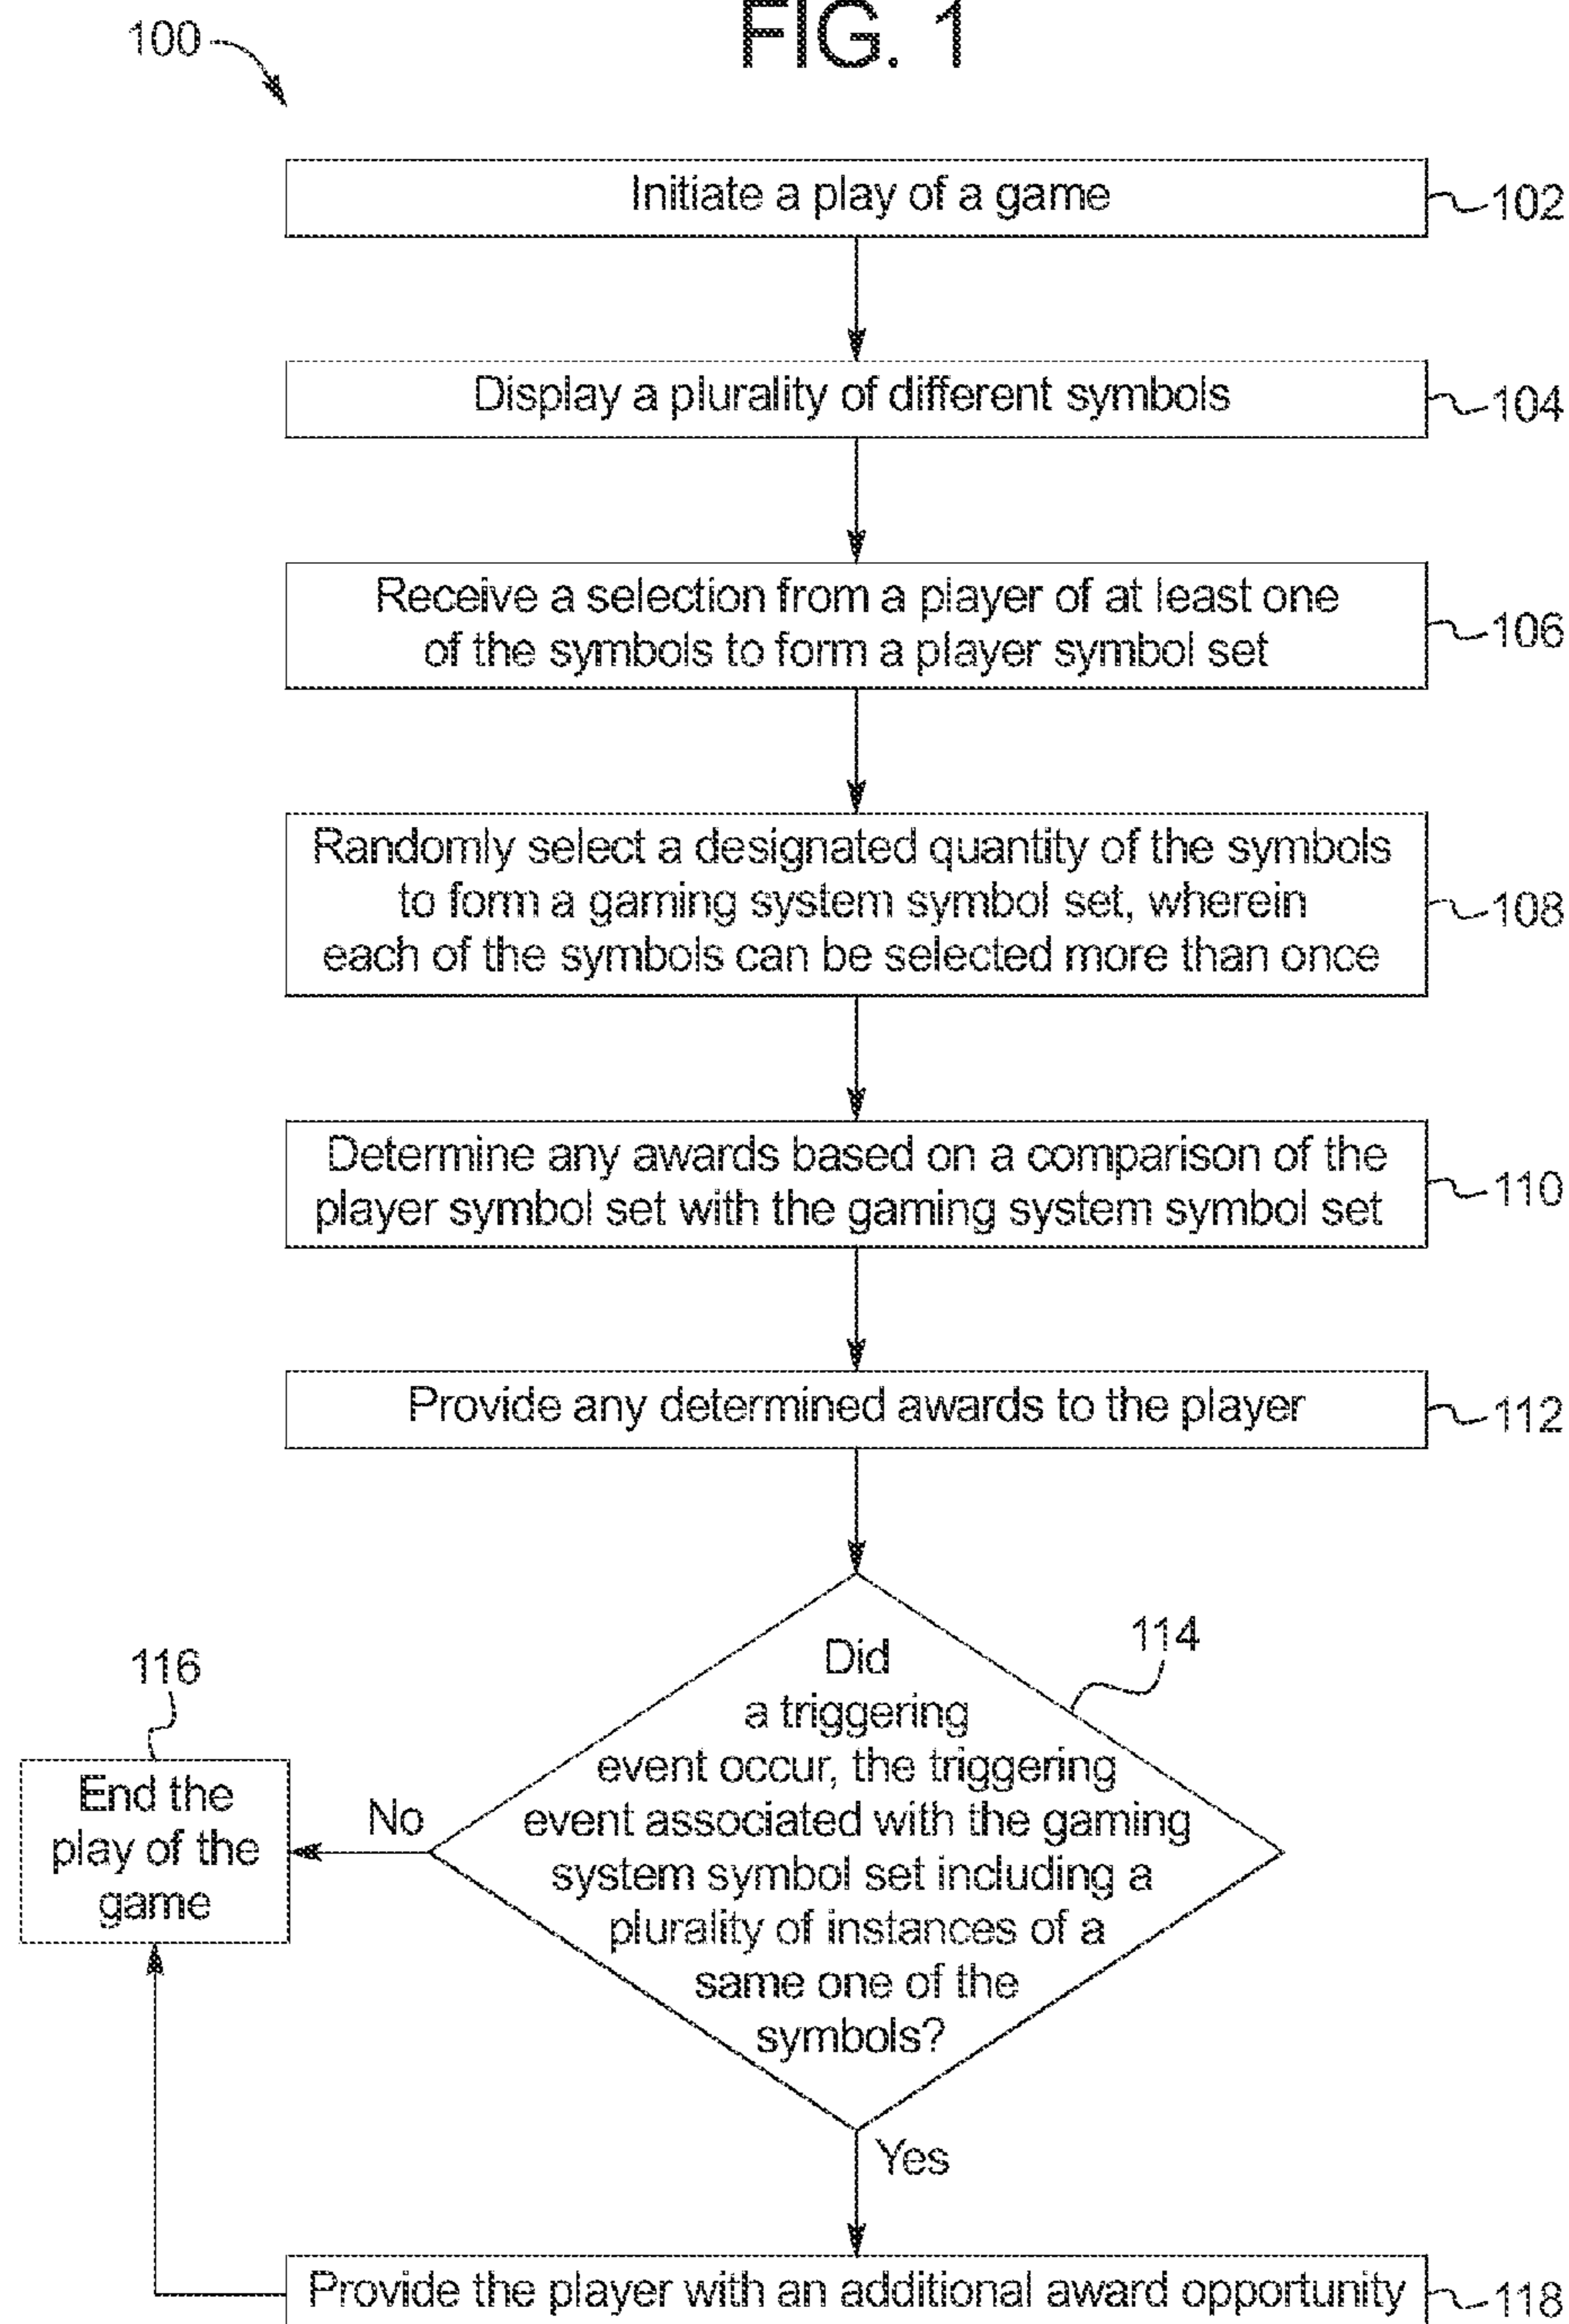 FIG. 1
100
Initiate a play of a game
102
Display a plurality of different symbols
104
Receive a selection from a player of at least one
of the symbols to form a player symbol set
106
Randomly select a designated quantity of the symbols
to form a gaming system symbol set, wherein
each of the symbols can be selected more than once
108
Determine any awards based on a comparison of the
player symbol set with the gaming system symbol set
110
Provide any determined awards to the player
112
Did
a triggering
event occur, the triggering
event associated with the gaming
system symbol set including a
plurality of instances of a
same one of the
symbols?
114
No
116
End the
play of the
game
Yes
Provide the player with an additional award opportunity
118